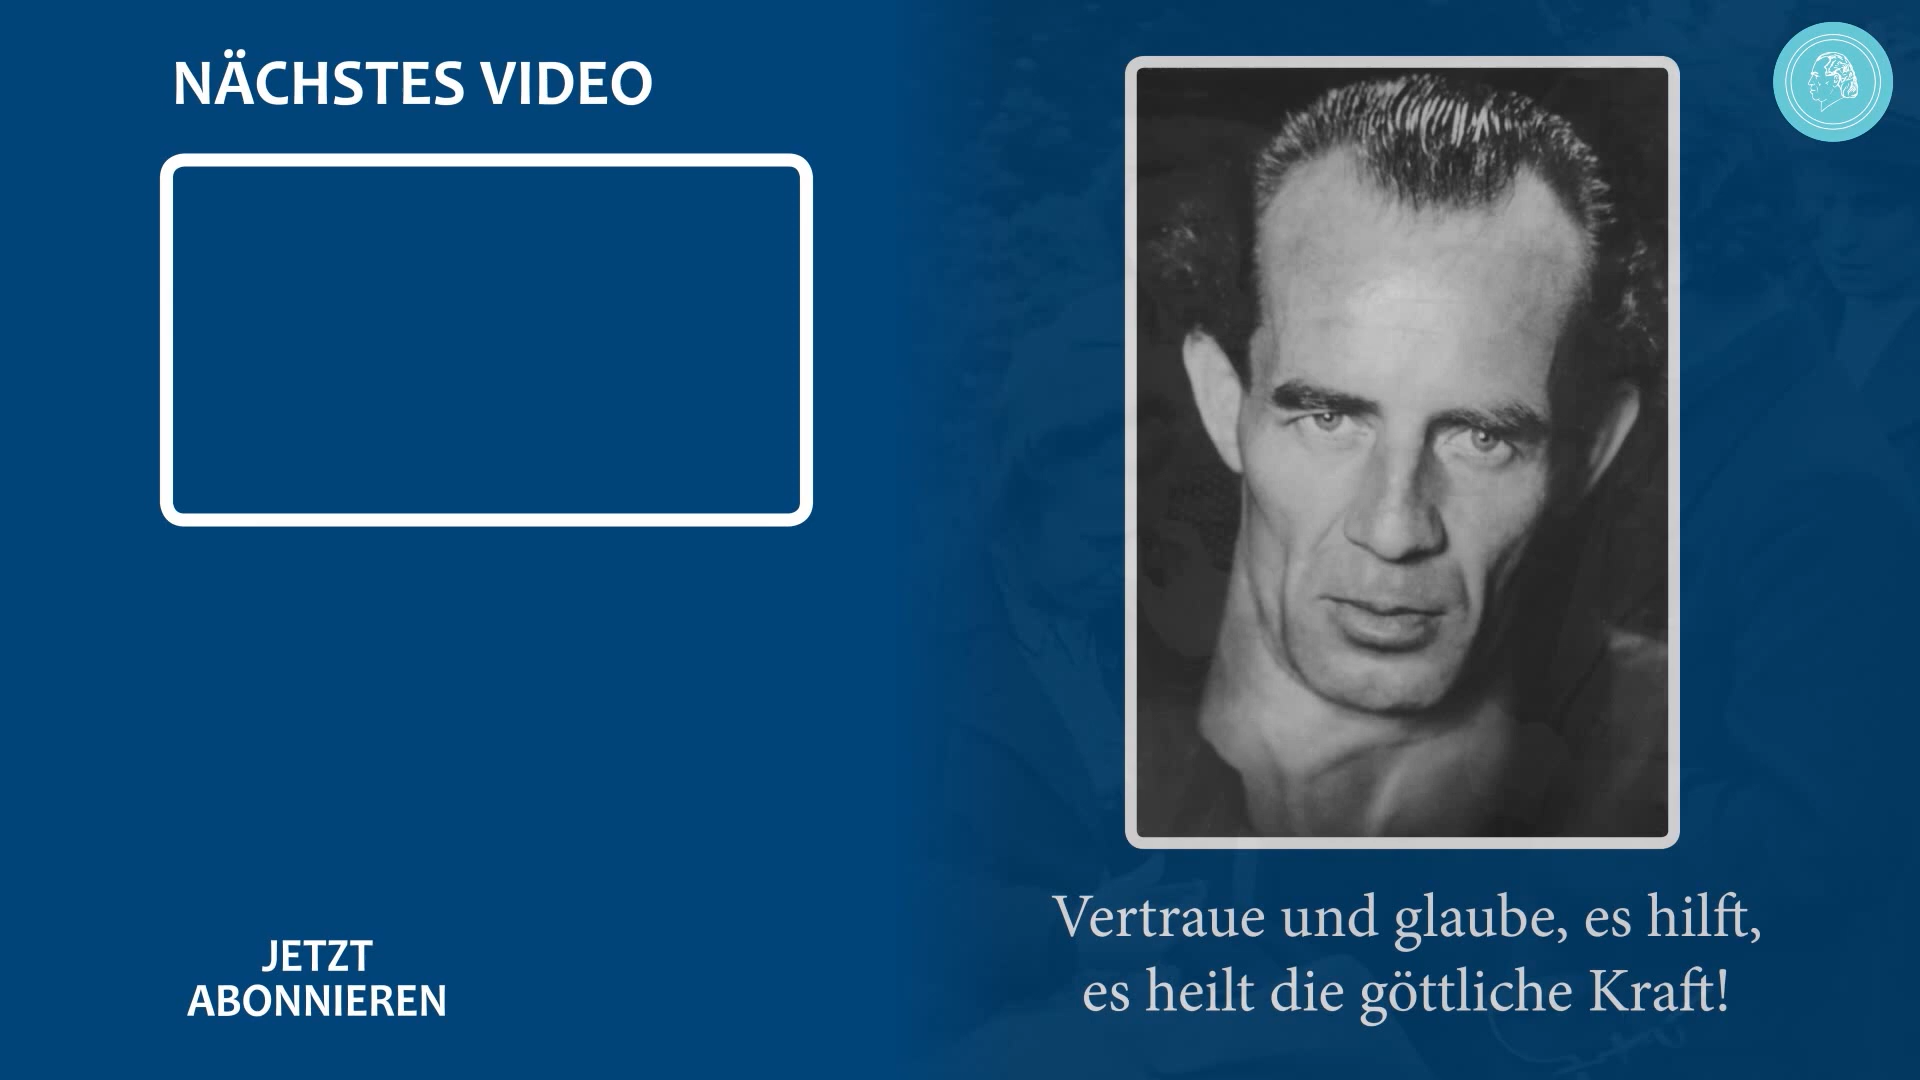 NÄCHSTES VIDEO
JETZT
ABONNIEREN
Vertraue und glaube, es hilft,
es heilt die göttliche Kraft!